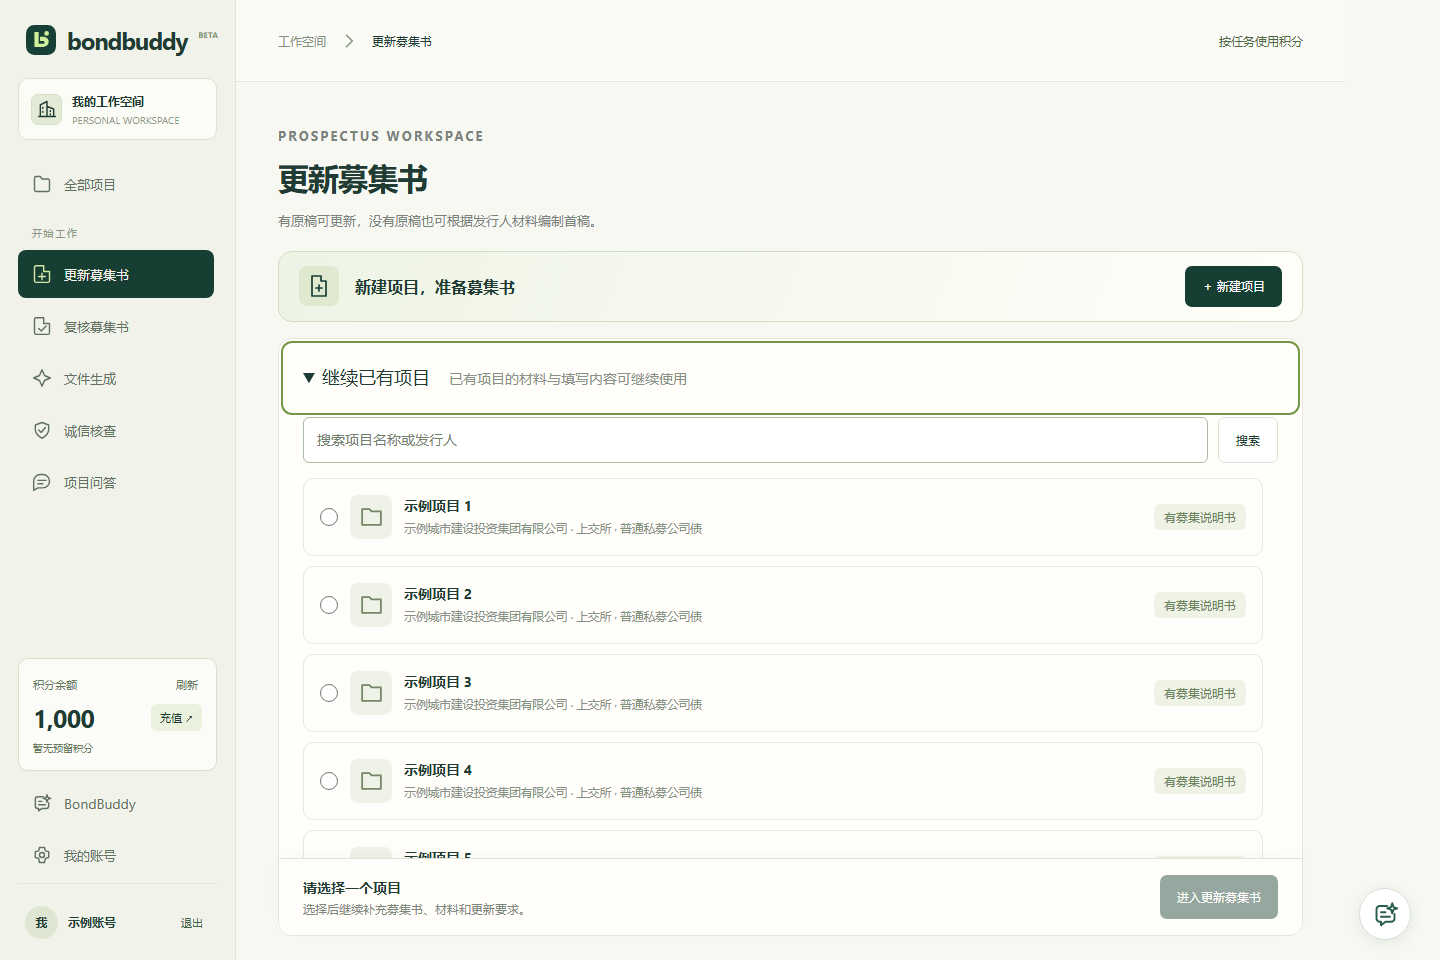 bondbuddy BETA
我的工作空间
PERSONAL WORKSPACE
全部项目
开始工作
更新募集书
复核募集书
文件生成
诚信核查
项目问答
积分余额 刷新
1,000 充值 ↗
暂无预留积分
BondBuddy
我的账号
我 示例账号 退出
工作空间 更新募集书 按任务使用积分
PROSPECTUS WORKSPACE
更新募集书
有原稿可更新，没有原稿也可根据发行人材料编制首稿。
新建项目，准备募集书 + 新建项目
▼ 继续已有项目 已有项目的材料与填写内容可继续使用
搜索项目名称或发行人 搜索
示例项目 1
示例城市建设投资集团有限公司 · 上交所 · 普通私募公司债 有募集说明书
示例项目 2
示例城市建设投资集团有限公司 · 上交所 · 普通私募公司债 有募集说明书
示例项目 3
示例城市建设投资集团有限公司 · 上交所 · 普通私募公司债 有募集说明书
示例项目 4
示例城市建设投资集团有限公司 · 上交所 · 普通私募公司债 有募集说明书
示例项目 5
请选择一个项目
选择后继续补充募集书、材料和更新要求。 进入更新募集书